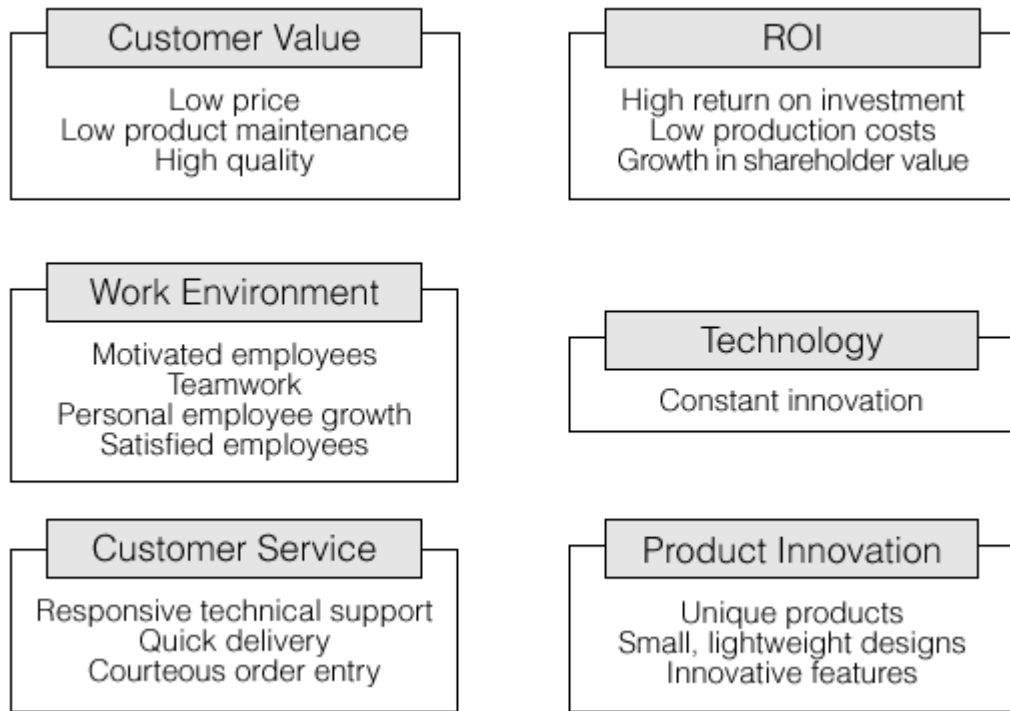 Customer Value
Low price
Low product maintenance
High quality
ROI
High return on investment
Low production costs
Growth in shareholder value
Work Environment
Motivated employees
Teamwork
Personal employee growth
Satisfied employees
Technology
Constant innovation
Customer Service
Responsive technical support
Quick delivery
Courteous order entry
Product Innovation
Unique products
Small, lightweight designs
Innovative features